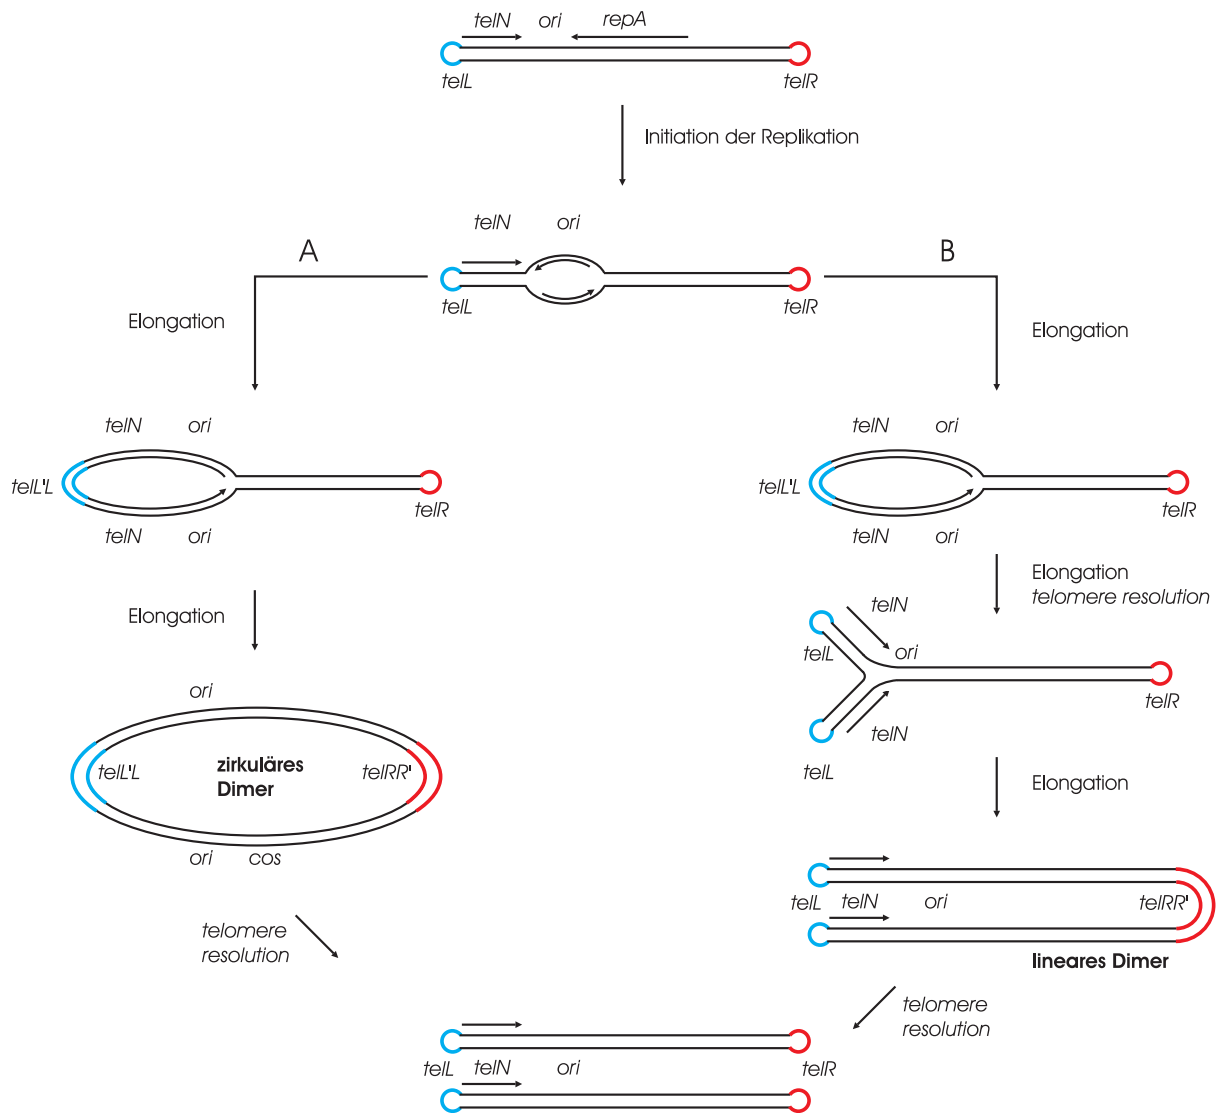 telN ori repA
telL telR
Initiation der Replikation
telN ori
A B
telL telR
Elongation Elongation
telN ori telN ori
telL'L telR telL'L telR
telN ori telN ori
Elongation
telomere resolution
Elongation
telN
telL ori
telR
telN
telL
ori
telL'L zirkuläres telRR'
Dimer
Elongation
ori cos
telL telN ori telRR'
lineares Dimer
telomere
resolution
telomere
resolution
telL telN ori telR